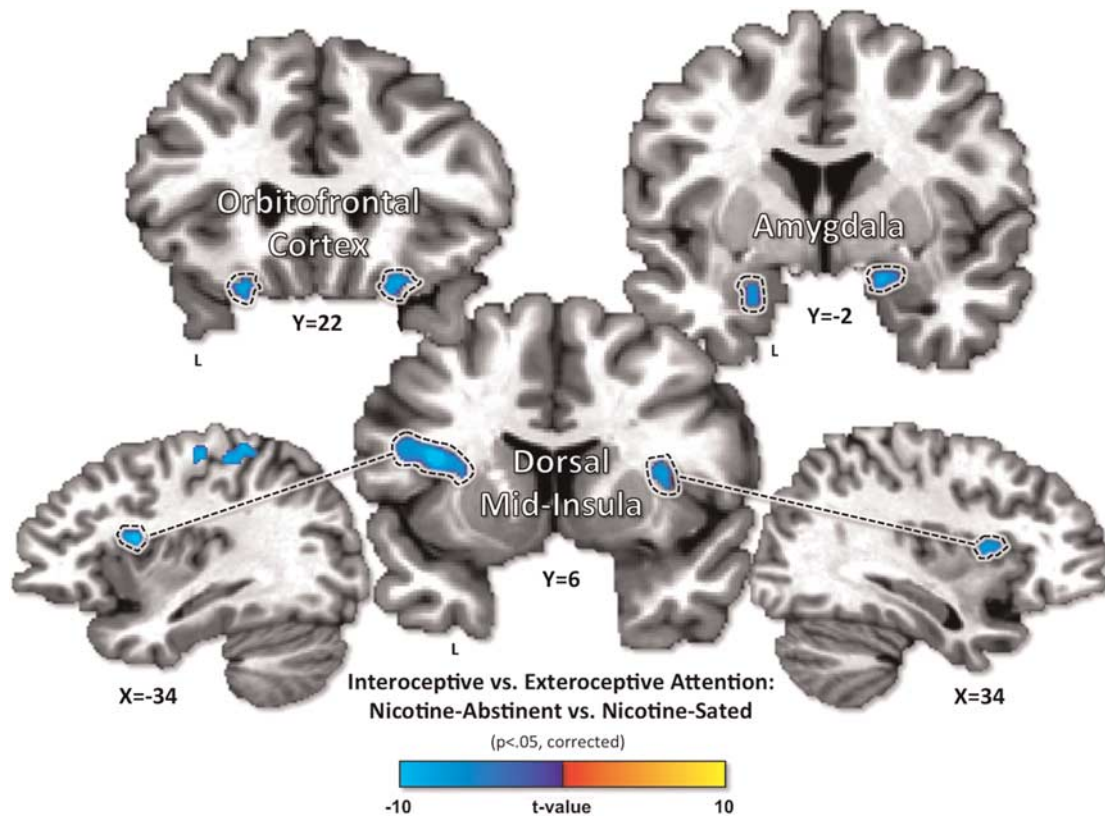 Orbitofrontal
Cortex
Y=22
L
Amygdala
Y=-2
L
Dorsal
Mid-Insula
Y=6
L
X=-34
X=34
Interoceptive vs. Exteroceptive Attention:
Nicotine-Abstinent vs. Nicotine-Sated
(p<.05, corrected)
-10 t-value 10